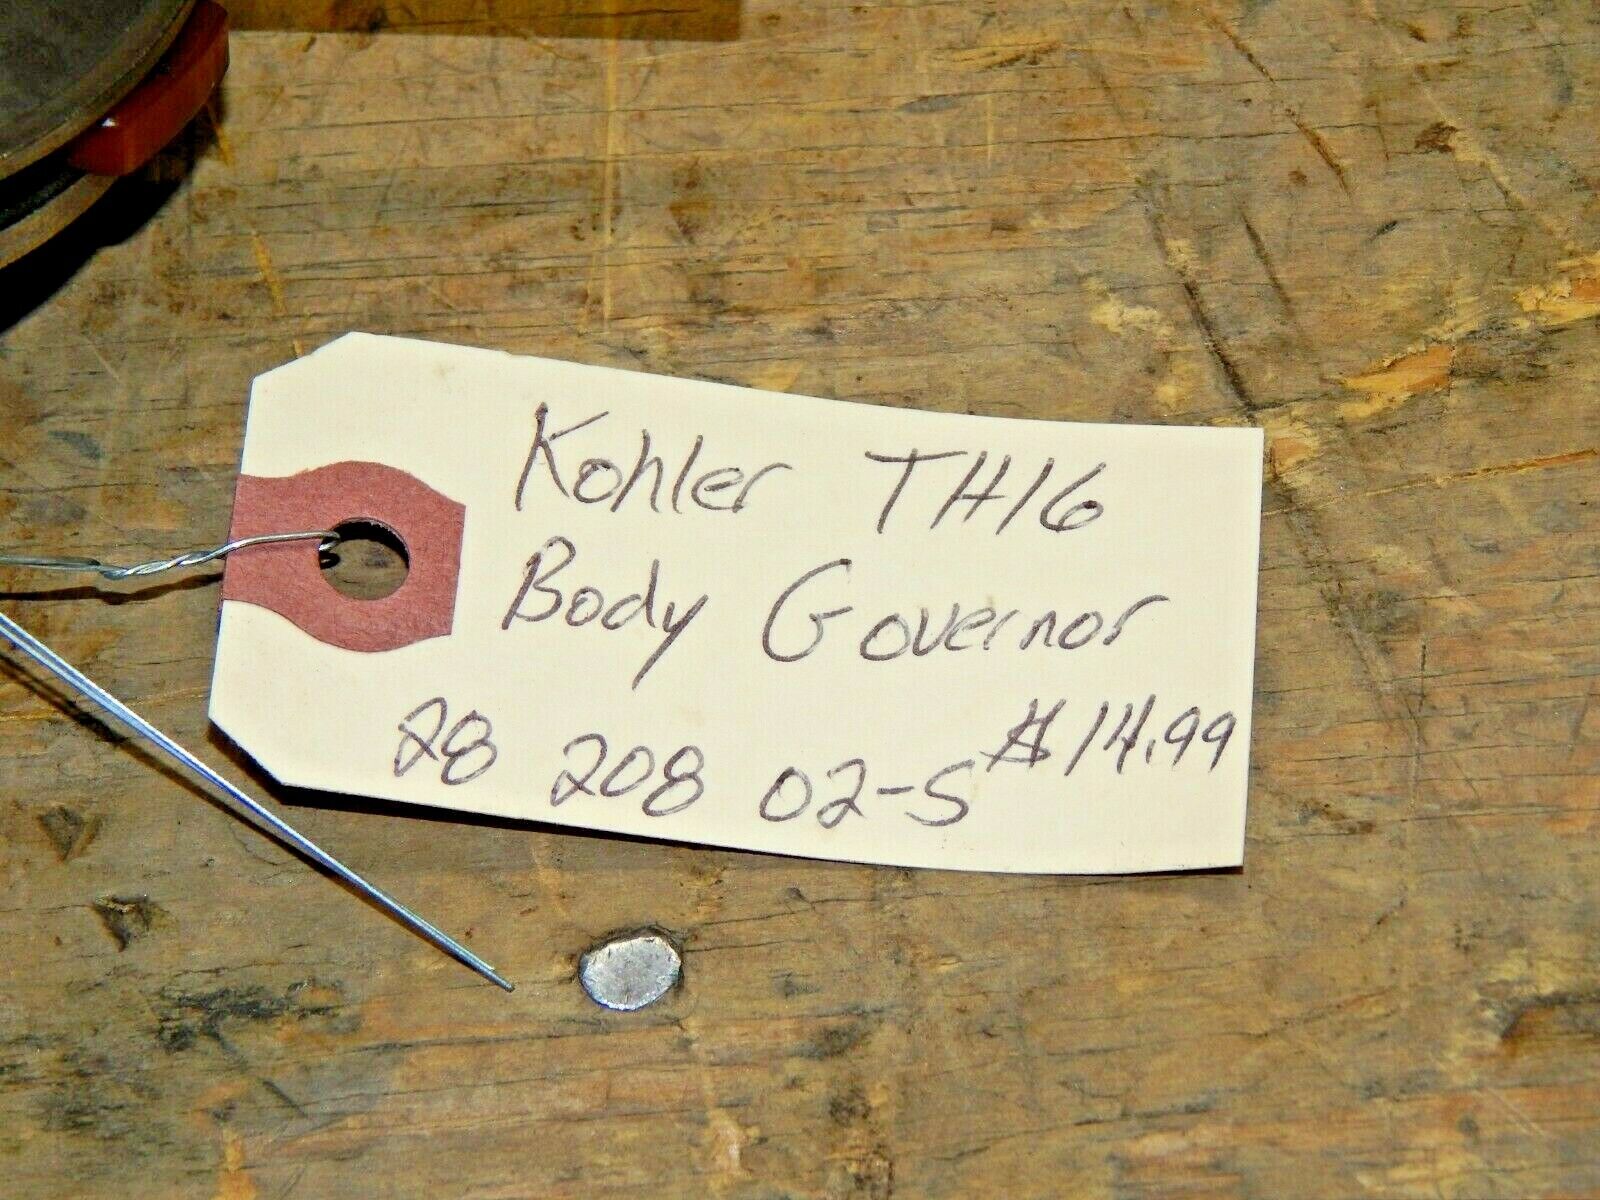 Kohler TH16
Body Governor
28 208 02-S $14.99